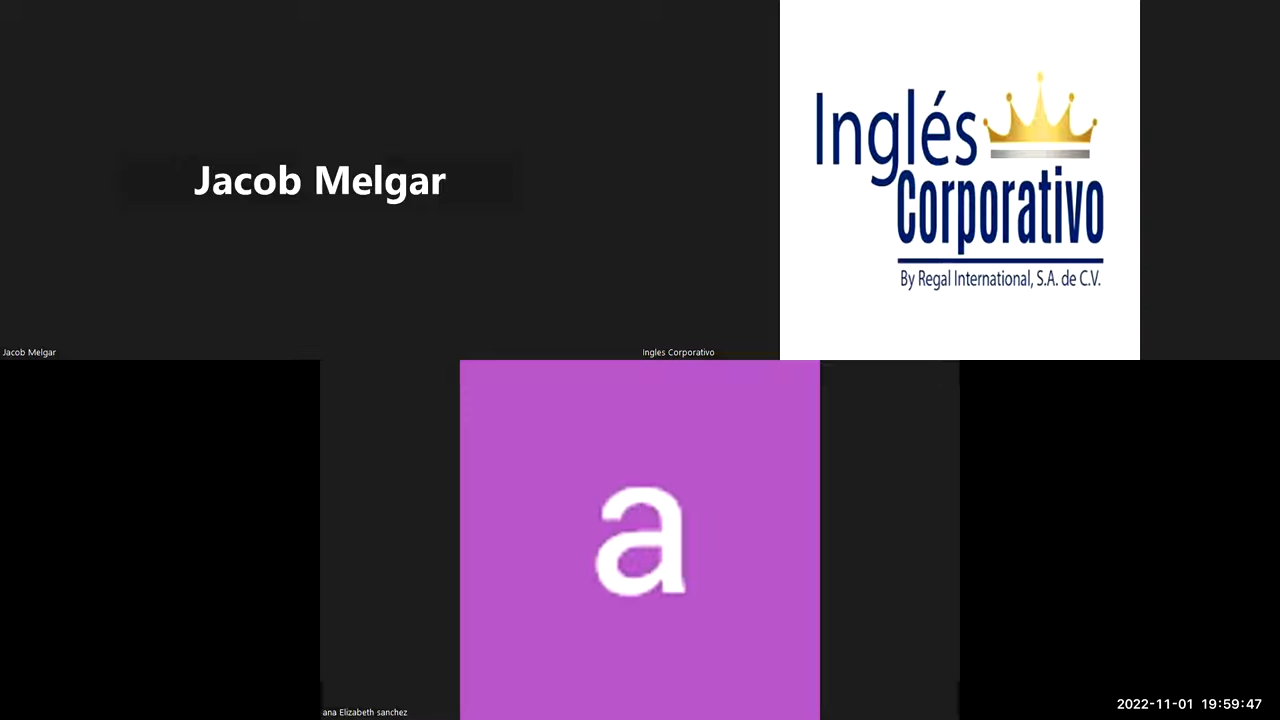 Jacob Melgar
Inglés
Corporativo
By Regal International, S.A. de C.V.
Jacob Melgar
Ingles Corporativo
a
ana Elizabeth sanchez
2022-11-01 19:59:47